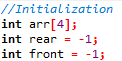 //Initialization
int arr[4];
int rear = -1;
int front = -1;